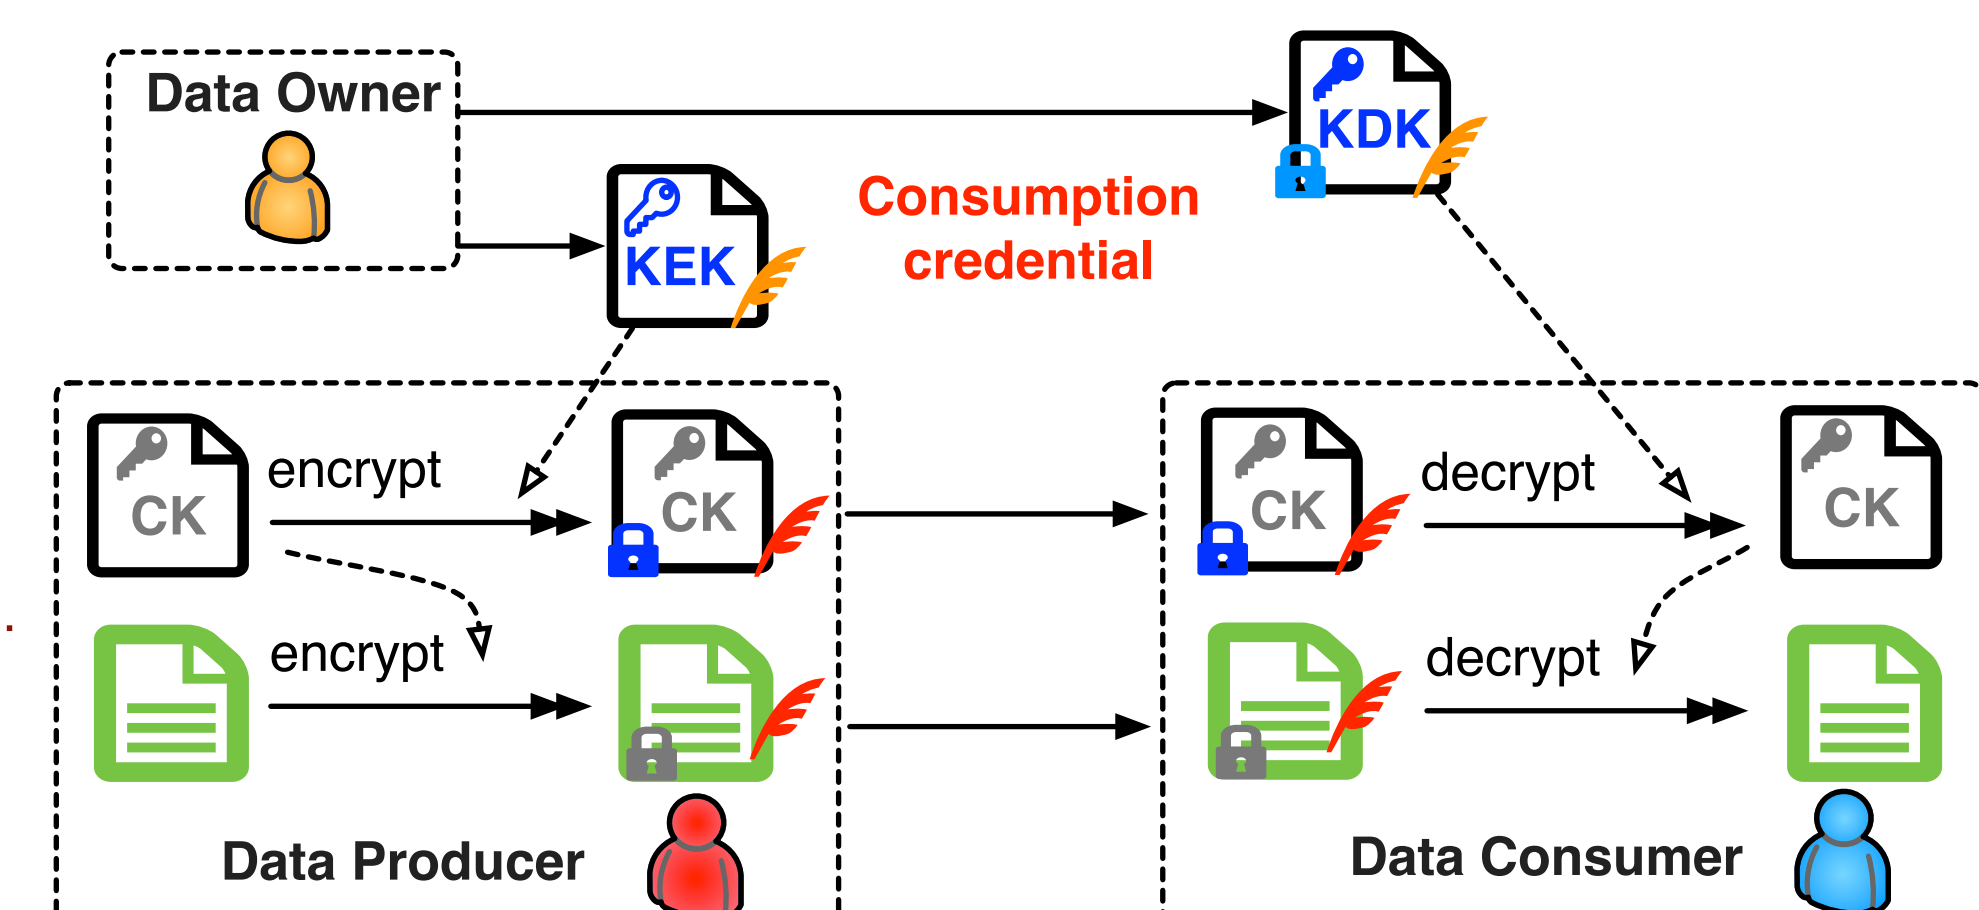 Data Owner
KDK
KEK
Consumption
credential
CK
encrypt
CK
CK
decrypt
CK
encrypt
decrypt
Data Producer
Data Consumer